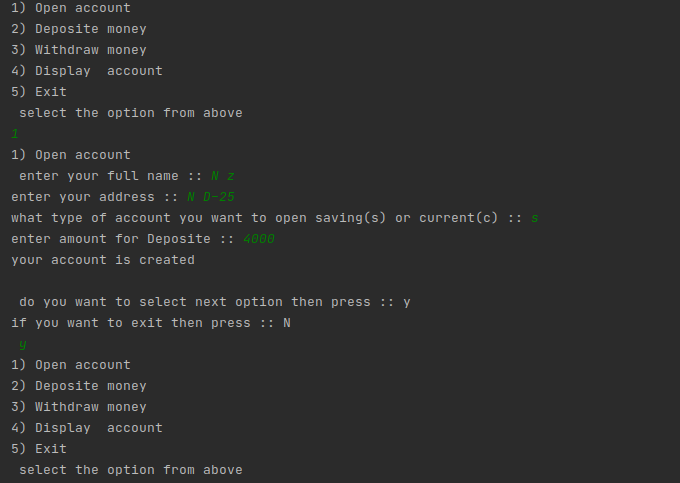 1) Open account
2) Deposite money
3) Withdraw money
4) Display  account
5) Exit
 select the option from above
1
1) Open account
 enter your full name :: N z
enter your address :: N D-25
what type of account you want to open saving(s) or current(c) :: s
enter amount for Deposite :: 4000
your account is created

 do you want to select next option then press :: y
if you want to exit then press :: N
 y
1) Open account
2) Deposite money
3) Withdraw money
4) Display  account
5) Exit
 select the option from above